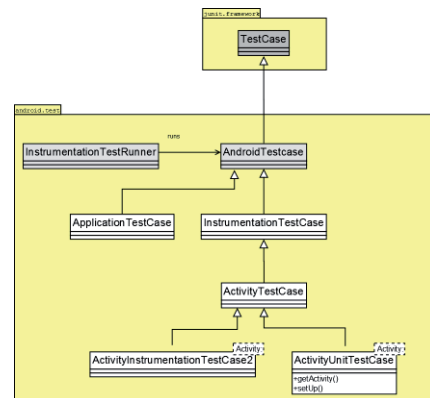 junit.framework
TestCase
android.test
runs
InstrumentationTestRunner
AndroidTestcase
ApplicationTestCase
InstrumentationTestCase
ActivityTestCase
Activity
ActivityInstrumentationTestCase2
Activity
ActivityUnitTestCase
+getActivity()
+setUp()